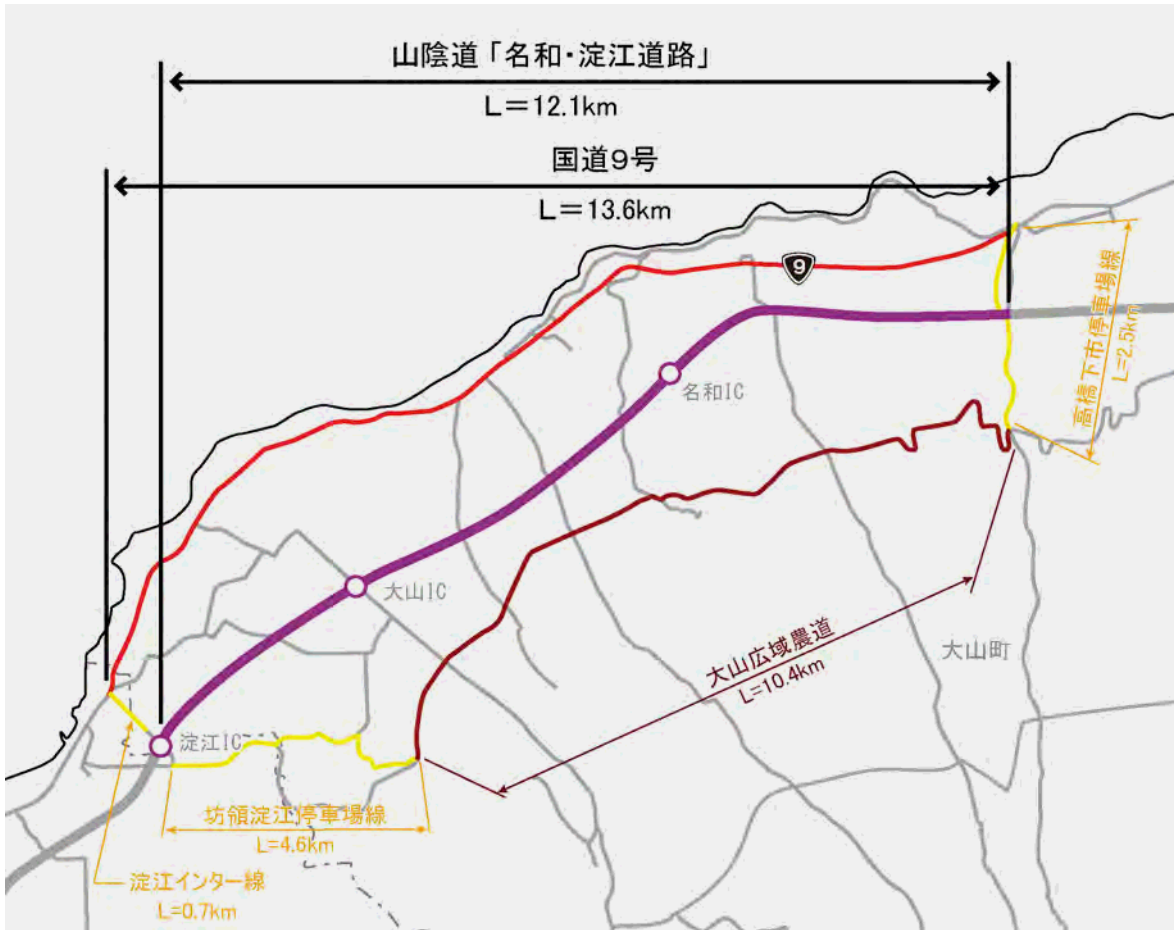 山陰道「名和・淀江道路」
L=12.1km
国道9号
L=13.6km
9
高橋下市停車場線
L=2.5km
名和IC
大山IC
大山広域農道
L=10.4km
大山町
淀江IC
坊領淀江停車場線
L=4.6km
淀江インター線
L=0.7km